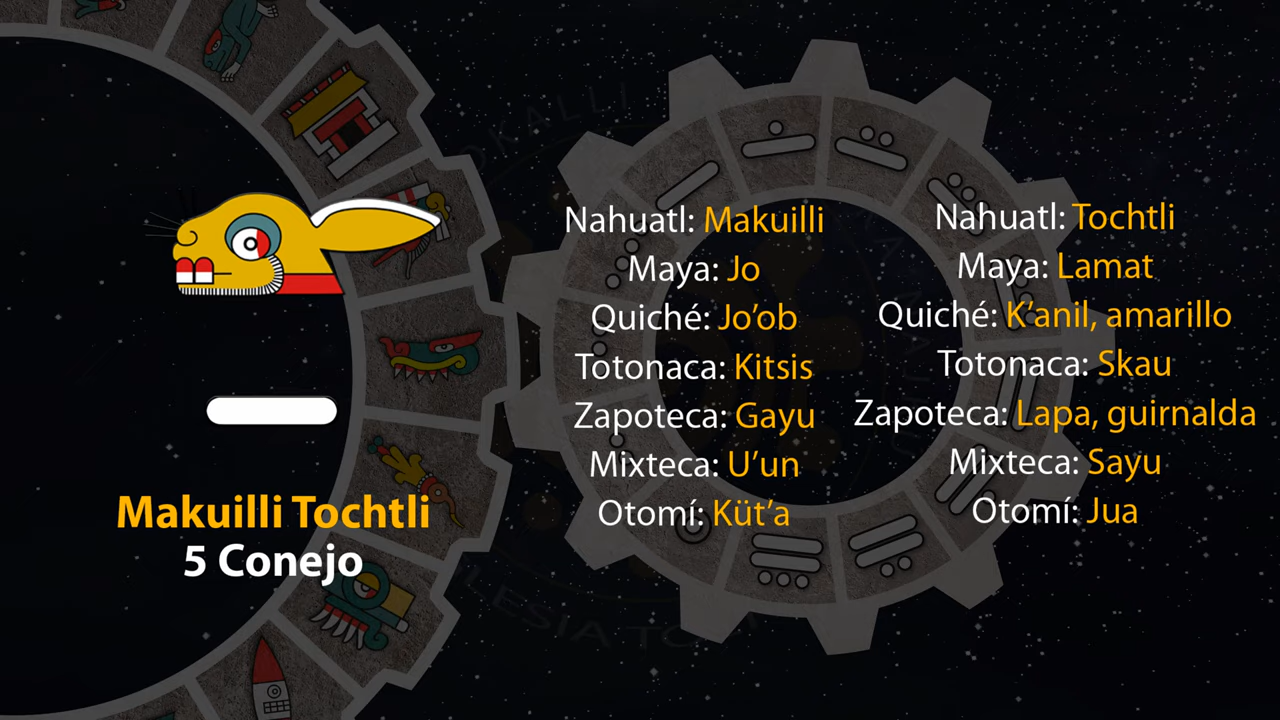 Makuilli Tochtli
5 Conejo
Nahuatl: Makuilli
Maya: Jo
Quiché: Jo’ob
Totonaca: Kitsis
Zapoteca: Gayu
Mixteca: U’un
Otomí: Küt’a
Nahuatl: Tochtli
Maya: Lamat
Quiché: K’anil, amarillo
Totonaca: Skau
Zapoteca: Lapa, guirnalda
Mixteca: Sayu
Otomí: Jua